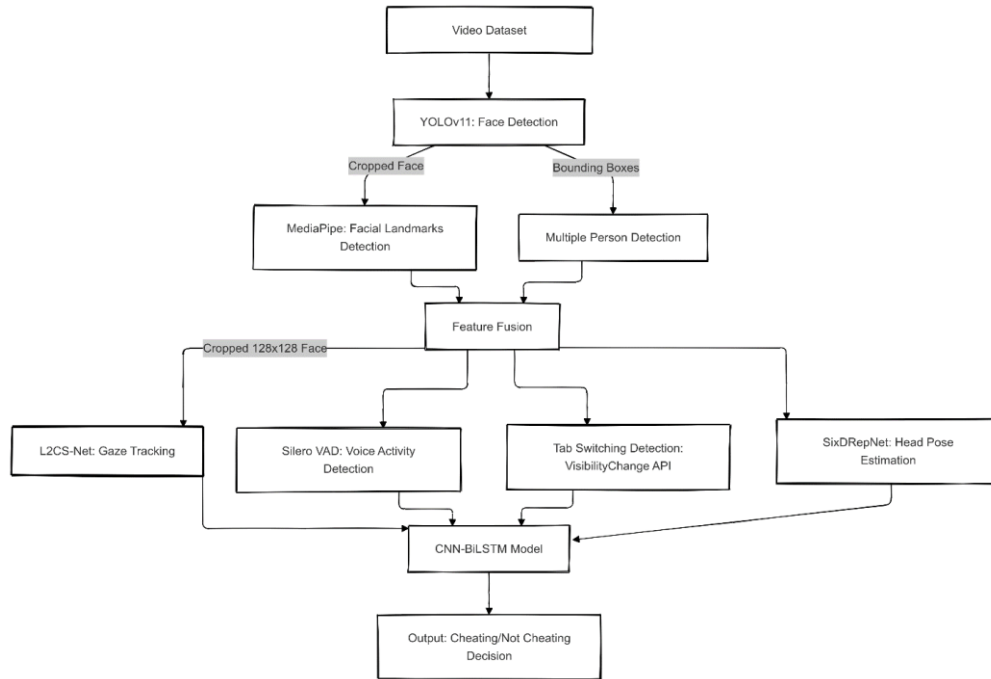 Video Dataset
YOLOv11: Face Detection
Cropped Face
Bounding Boxes
MediaPipe: Facial Landmarks
Detection
Multiple Person Detection
Feature Fusion
Cropped 128x128 Face
L2CS-Net: Gaze Tracking
Silero VAD: Voice Activity
Detection
Tab Switching Detection:
VisibilityChange API
SixDRepNet: Head Pose
Estimation
CNN-BiLSTM Model
Output: Cheating/Not Cheating
Decision